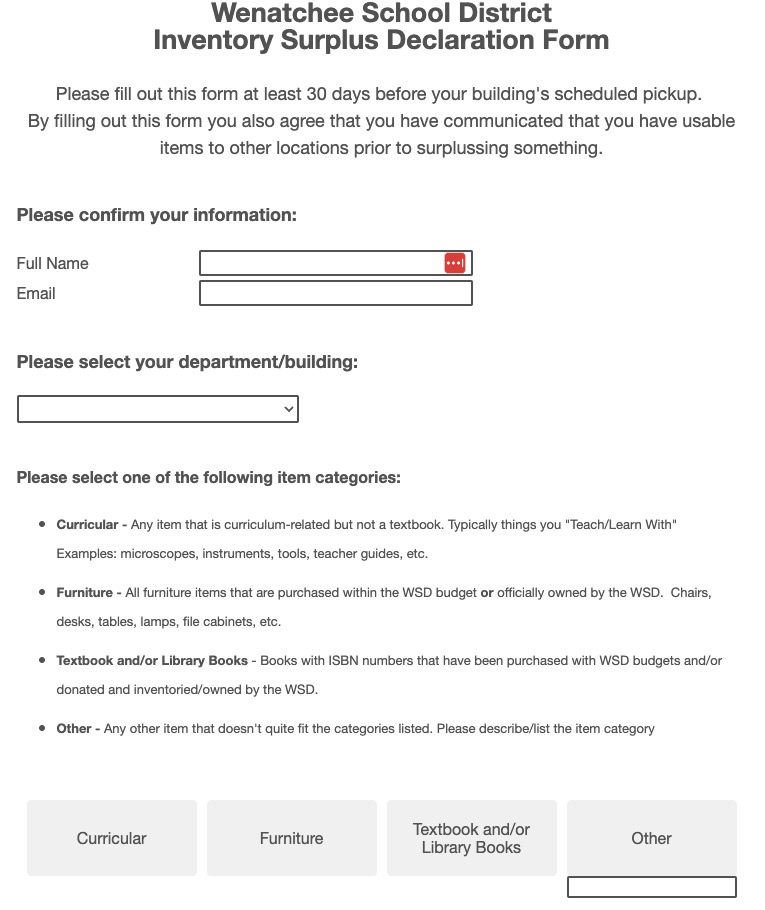 Wenatchee School District
Inventory Surplus Declaration Form
Please fill out this form at least 30 days before your building's scheduled pickup.
By filling out this form you also agree that you have communicated that you have usable
items to other locations prior to surplussing something.
Please confirm your information:
Full Name
Email
Please select your department/building:
Please select one of the following item categories:
Curricular - Any item that is curriculum-related but not a textbook. Typically things you "Teach/Learn With"
Examples: microscopes, instruments, tools, teacher guides, etc.
Furniture - All furniture items that are purchased within the WSD budget or officially owned by the WSD.  Chairs,
desks, tables, lamps, file cabinets, etc.
Textbook and/or Library Books - Books with ISBN numbers that have been purchased with WSD budgets and/or
donated and inventoried/owned by the WSD.
Other - Any other item that doesn't quite fit the categories listed. Please describe/list the item category
Curricular
Furniture
Textbook and/or
Library Books
Other